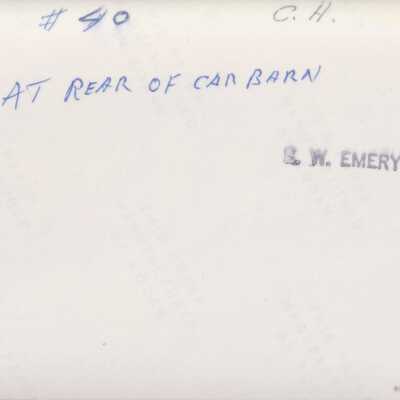 # 40 C.H.
AT REAR OF CAR BARN
S. W. EMERY